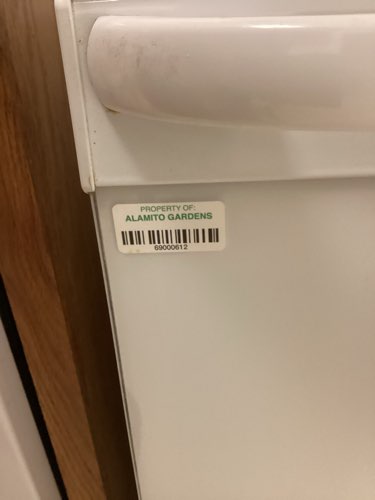 PROPERTY OF:
ALAMITO GARDENS
69000612